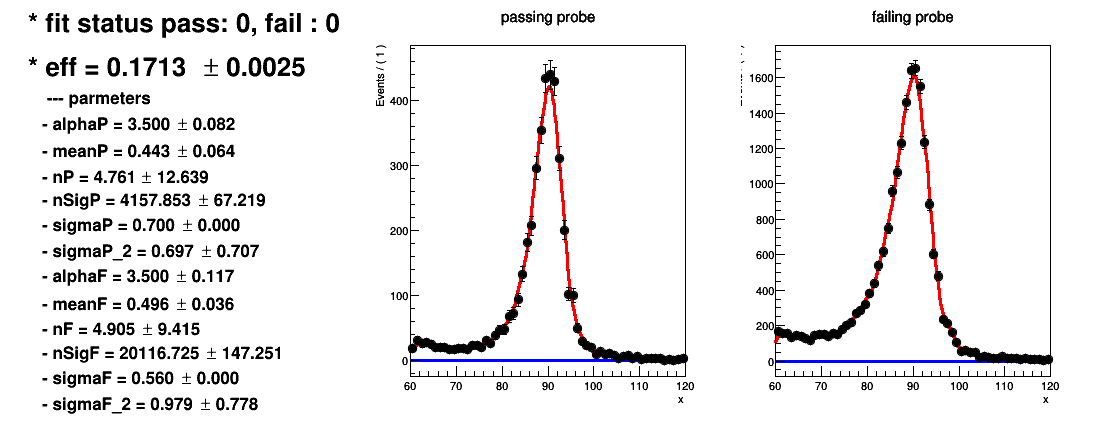 * fit status pass: 0, fail : 0
* eff = 0.1713 ± 0.0025
--- parmeters
- alphaP = 3.500 ± 0.082
- meanP = 0.443 ± 0.064
- nP = 4.761 ± 12.639
- nSigP = 4157.853 ± 67.219
- sigmaP = 0.700 ± 0.000
- sigmaP_2 = 0.697 ± 0.707
- alphaF = 3.500 ± 0.117
- meanF = 0.496 ± 0.036
- nF = 4.905 ± 9.415
- nSigF = 20116.725 ± 147.251
- sigmaF = 0.560 ± 0.000
- sigmaF_2 = 0.979 ± 0.778
passing probe
Events / ( 1 )
400
300
200
100
0
60 70 80 90 100 110 120
x
failing probe
1600
1400
1200
1000
800
600
400
200
0
60 70 80 90 100 110 120
x